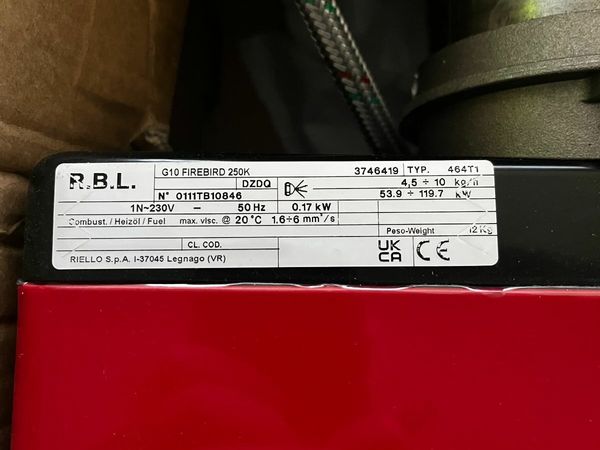 R.B.L.
G10 FIREBIRD 250K 3746419 TYP. 464T1
DZDQ 4,5 ÷ 10 kg/h
N° 0111TB10846 53.9 ÷ 119.7 kW
1N~230V – 50 Hz 0.17 kW
Combust. / Heizöl / Fuel max. visc. @ 20 °C 1.6÷6 mm²/s
Peso-Weight 12 Kg
CL. COD.
UK CA CE
RIELLO S.p.A. I-37045 Legnago (VR)